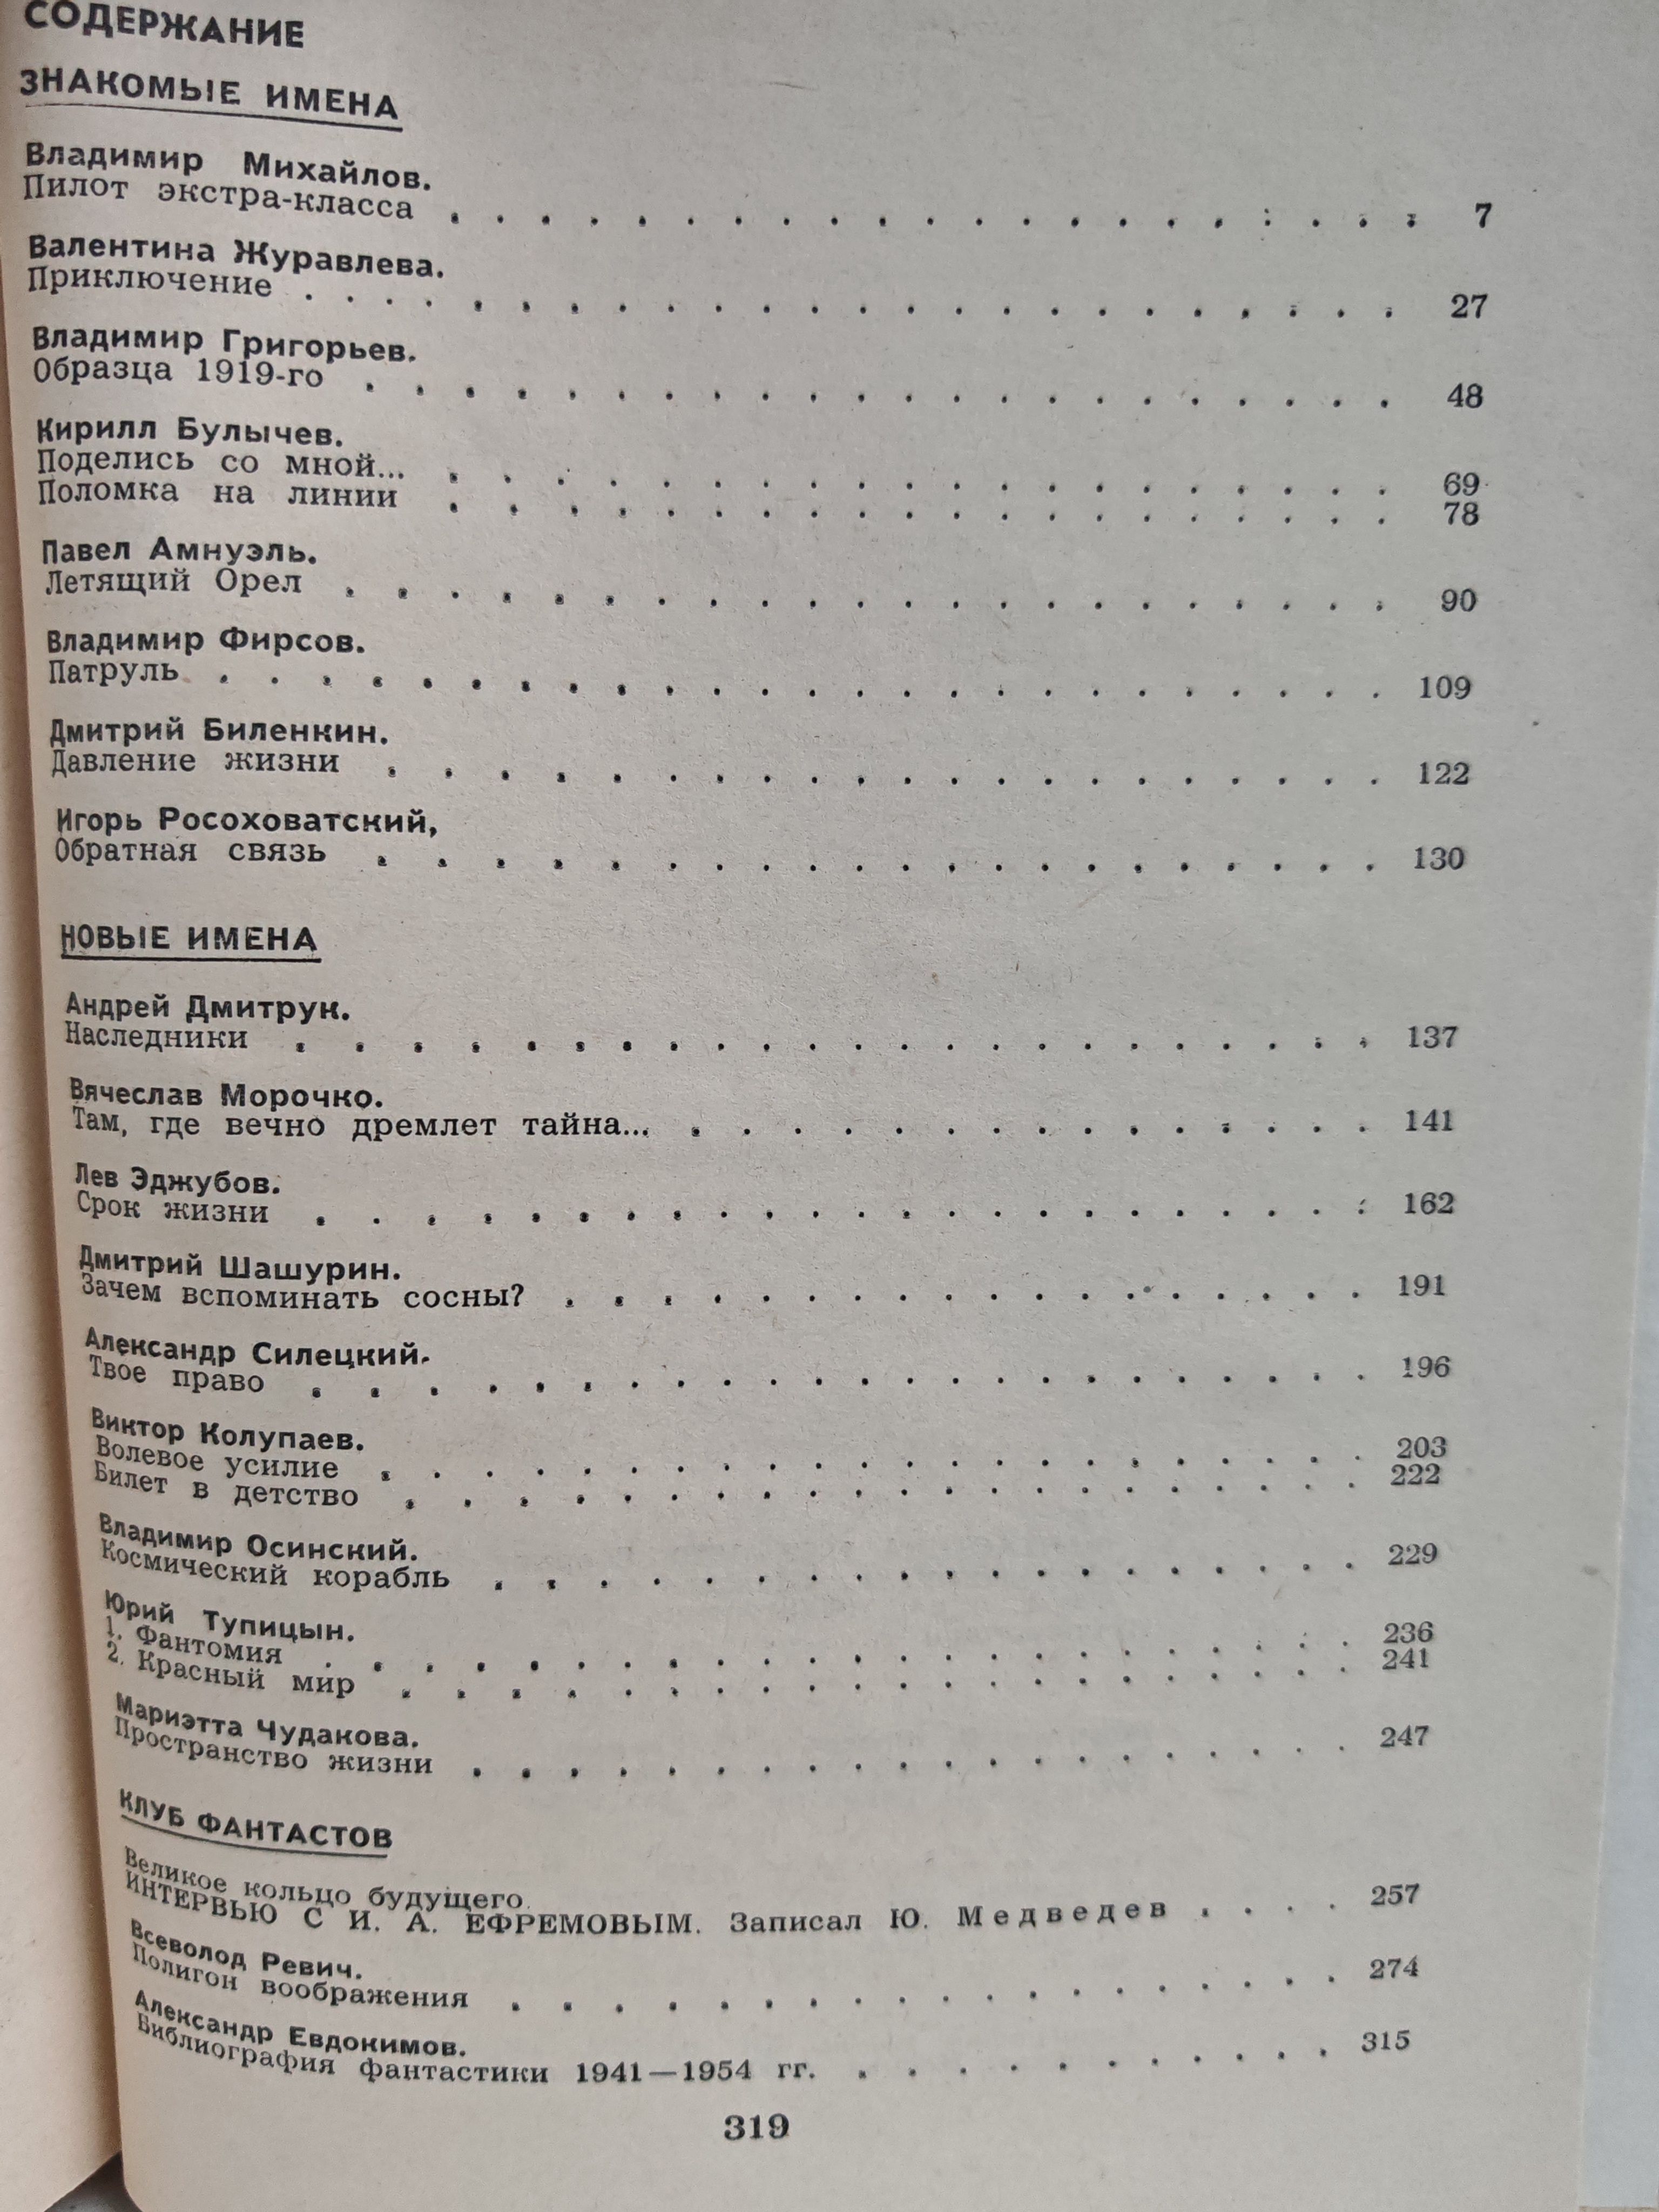 СОДЕРЖАНИЕ
ЗНАКОМЫЕ ИМЕНА
Владимир Михайлов.
Пилот экстра-класса . . . . . . . . . . . . . . . . . . . . 7
Валентина Журавлева.
Приключение . . . . . . . . . . . . . . . . . . . . . . . 27
Владимир Григорьев.
Образца 1919-го . . . . . . . . . . . . . . . . . . . . . 48
Кирилл Булычев.
Поделись со мной... . . . . . . . . . . . . . . . . . . . 69
Поломка на линии . . . . . . . . . . . . . . . . . . . . 78
Павел Амнуэль.
Летящий Орел . . . . . . . . . . . . . . . . . . . . . . 90
Владимир Фирсов.
Патруль . . . . . . . . . . . . . . . . . . . . . . . . 109
Дмитрий Биленкин.
Давление жизни . . . . . . . . . . . . . . . . . . . . 122
Игорь Росоховатский,
Обратная связь . . . . . . . . . . . . . . . . . . . . 130
НОВЫЕ ИМЕНА
Андрей Дмитрук.
Наследники . . . . . . . . . . . . . . . . . . . . . . 137
Вячеслав Морочко.
Там, где вечно дремлет тайна... . . . . . . . . . . . . . . 141
Лев Эджубов.
Срок жизни . . . . . . . . . . . . . . . . . . . . . . 162
Дмитрий Шашурин.
Зачем вспоминать сосны? . . . . . . . . . . . . . . . . . 191
Александр Силецкий.
Твое право . . . . . . . . . . . . . . . . . . . . . . 196
Виктор Колупаев.
Волевое усилие . . . . . . . . . . . . . . . . . . . . 203
Билет в детство . . . . . . . . . . . . . . . . . . . . 222
Владимир Осинский.
Космический корабль . . . . . . . . . . . . . . . . . . 229
Юрий Тупицын.
1. Фантомия . . . . . . . . . . . . . . . . . . . . . 236
2. Красный мир . . . . . . . . . . . . . . . . . . . . 241
Мариэтта Чудакова.
Пространство жизни . . . . . . . . . . . . . . . . . . . 247
КЛУБ ФАНТАСТОВ
Великое кольцо будущего.
ИНТЕРВЬЮ С И. А. ЕФРЕМОВЫМ. Записал Ю. Медведев . . . . 257
Всеволод Ревич.
Полигон воображения . . . . . . . . . . . . . . . . . . 274
Александр Евдокимов.
Библиография фантастики 1941—1954 гг. . . . . . . . . . . 315
319